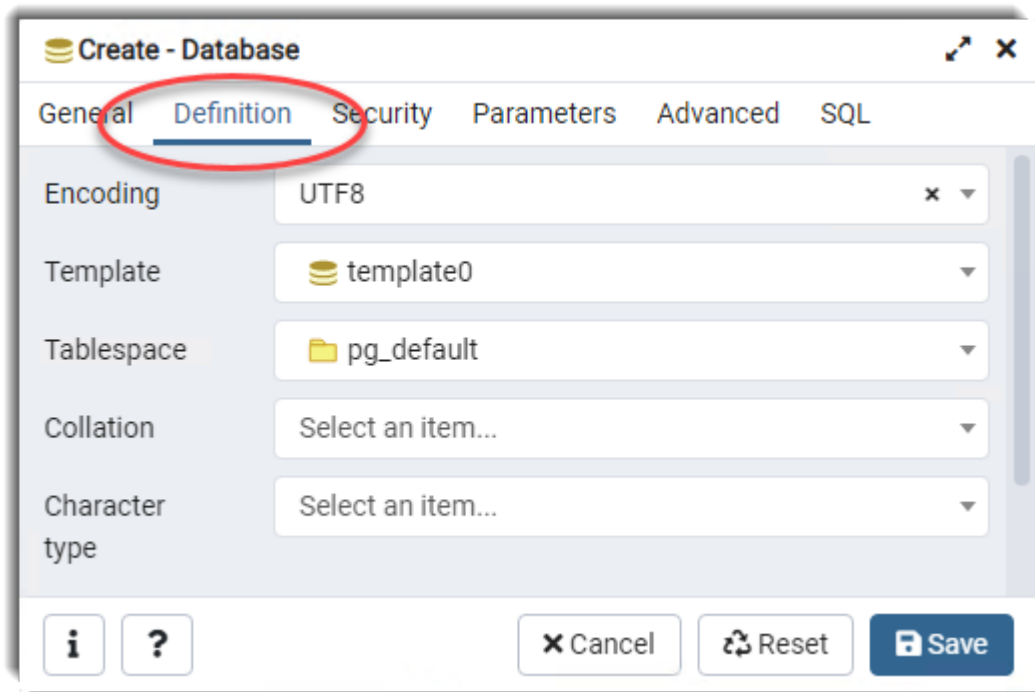 Create - Database
General Definition Security Parameters Advanced SQL
Encoding UTF8
Template template0
Tablespace pg_default
Collation Select an item...
Character type Select an item...
i ? Cancel Reset Save